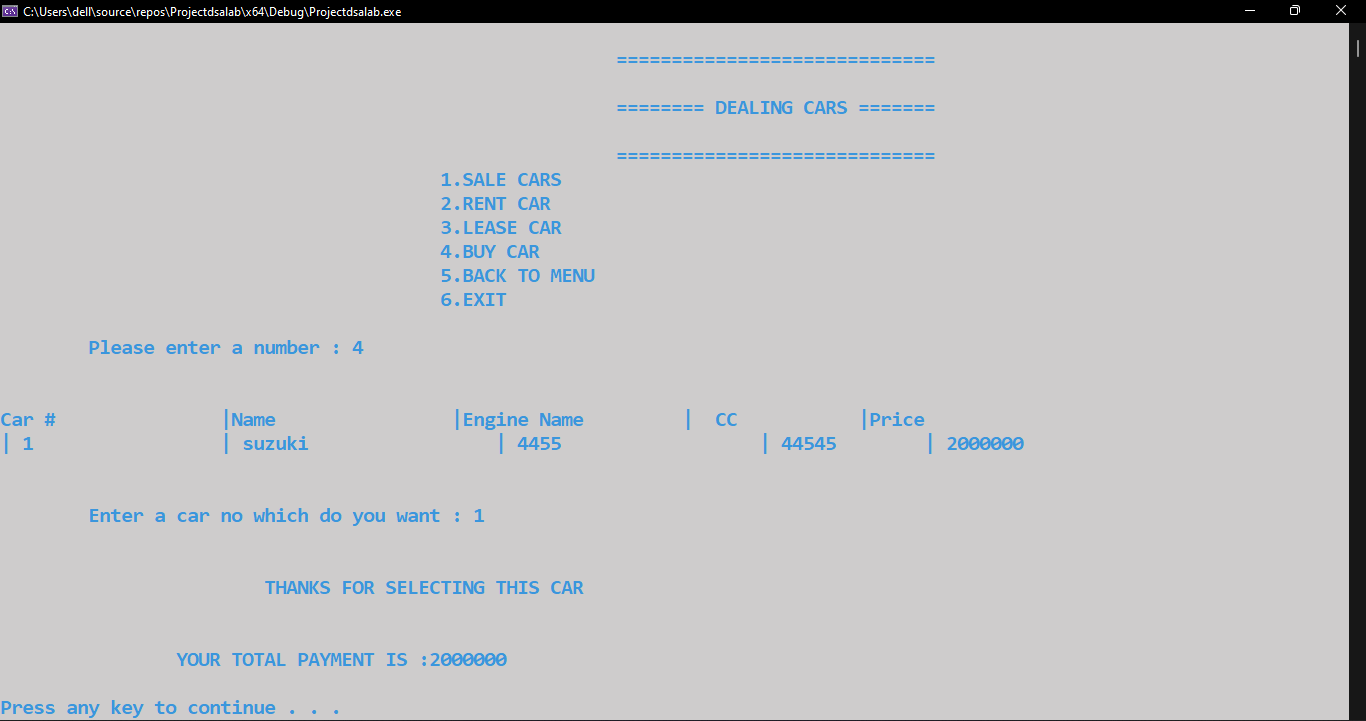 C:\Users\dell\source\repos\Projectdsalab\x64\Debug\Projectdsalab.exe
=============================
======== DEALING CARS =======
=============================
1.SALE CARS
2.RENT CAR
3.LEASE CAR
4.BUY CAR
5.BACK TO MENU
6.EXIT
Please enter a number : 4
Car # |Name |Engine Name | CC |Price
| 1 | suzuki | 4455 | 44545 | 2000000
Enter a car no which do you want : 1
THANKS FOR SELECTING THIS CAR
YOUR TOTAL PAYMENT IS :2000000
Press any key to continue . . .